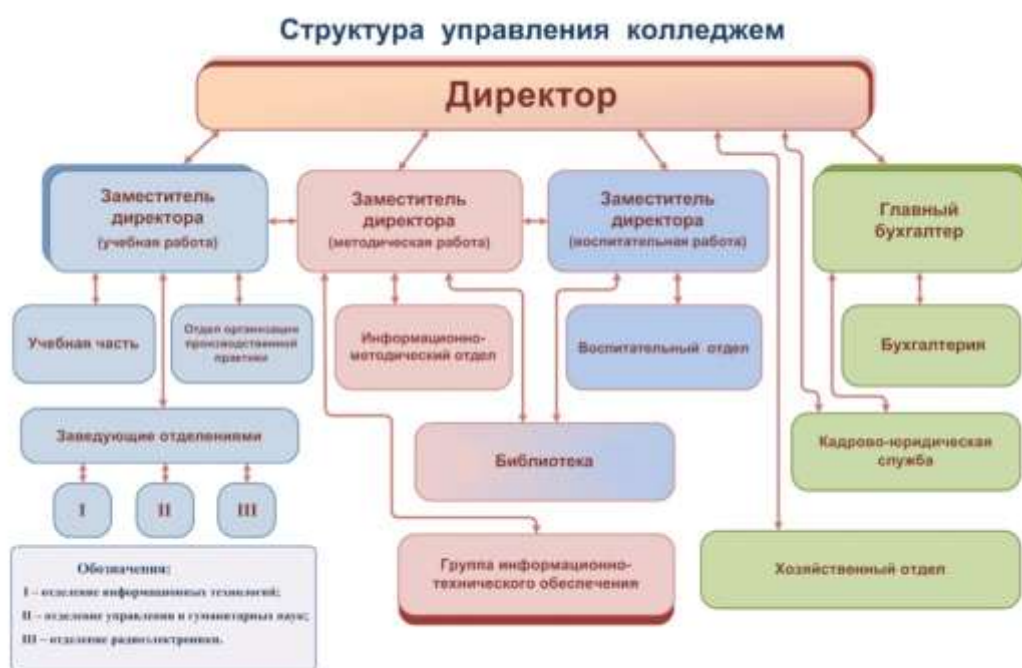 Структура управления колледжем
Директор
Заместитель
директора
(учебная работа)
Заместитель
директора
(методическая работа)
Заместитель
директора
(воспитательная работа)
Главный
бухгалтер
Учебная часть
Отдел организации
производственной
практики
Информационно-
методический отдел
Воспитательный отдел
Бухгалтерия
Заведующие отделениями
Библиотека
Кадрово-юридическая
служба
I
II
III
Группа информационно-
технического обеспечения
Хозяйственный отдел
Обозначения:
I – отделение информационных технологий;
II – отделение управления и гуманитарных наук;
III – отделение радиоэлектроники.